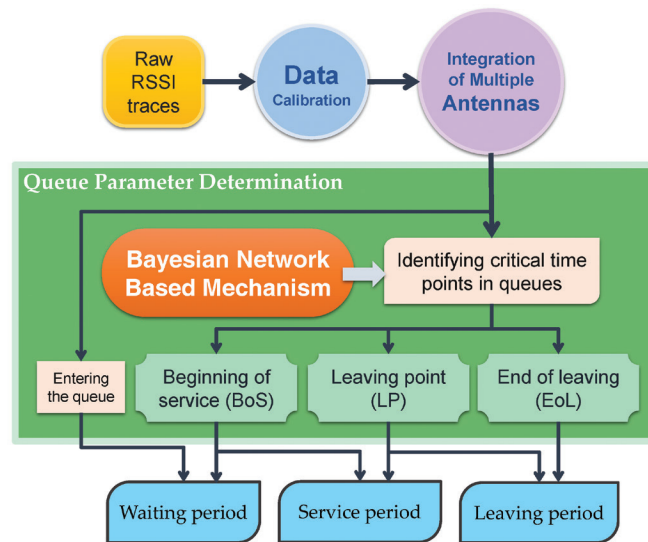 Raw
RSSI
traces
Data
Calibration
Integration
of Multiple
Antennas
Queue Parameter Determination
Bayesian Network
Based Mechanism
Identifying critical time
points in queues
Entering
the queue
Beginning of
service (BoS)
Leaving point
(LP)
End of leaving
(EoL)
Waiting period
Service period
Leaving period